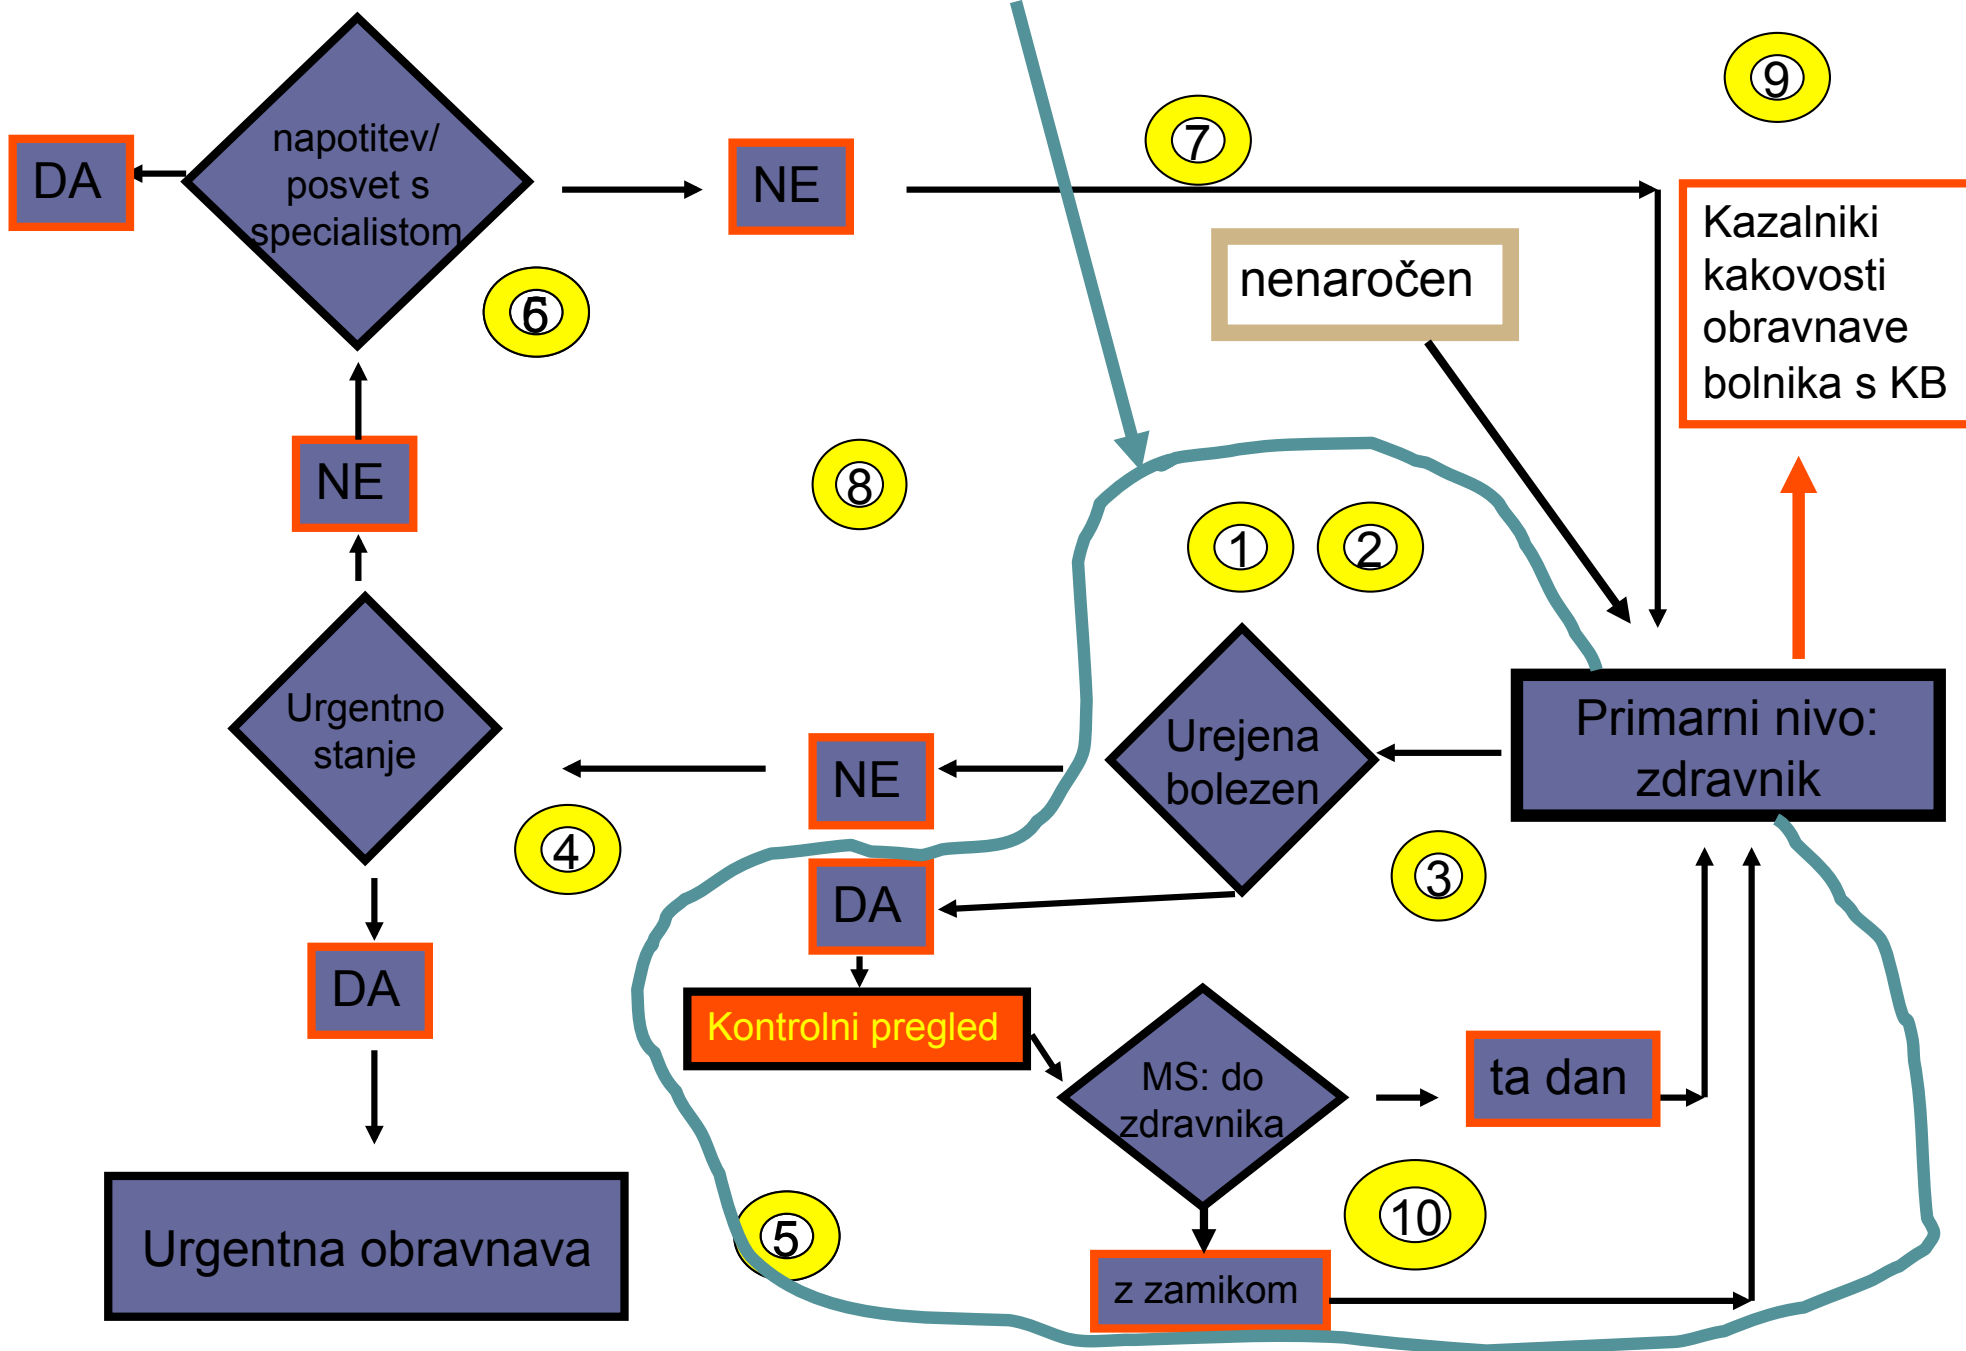 9
7
napotitev/
posvet s
specialistom
DA
NE
Kazalniki
kakovosti
obravnave
bolnika s KB
nenaročen
6
NE
8
1
2
Urgentno
stanje
Urejena
bolezen
Primarni nivo:
zdravnik
NE
4
3
DA
DA
Kontrolni pregled
MS: do
zdravnika
ta dan
5
10
Urgentna obravnava
z zamikom